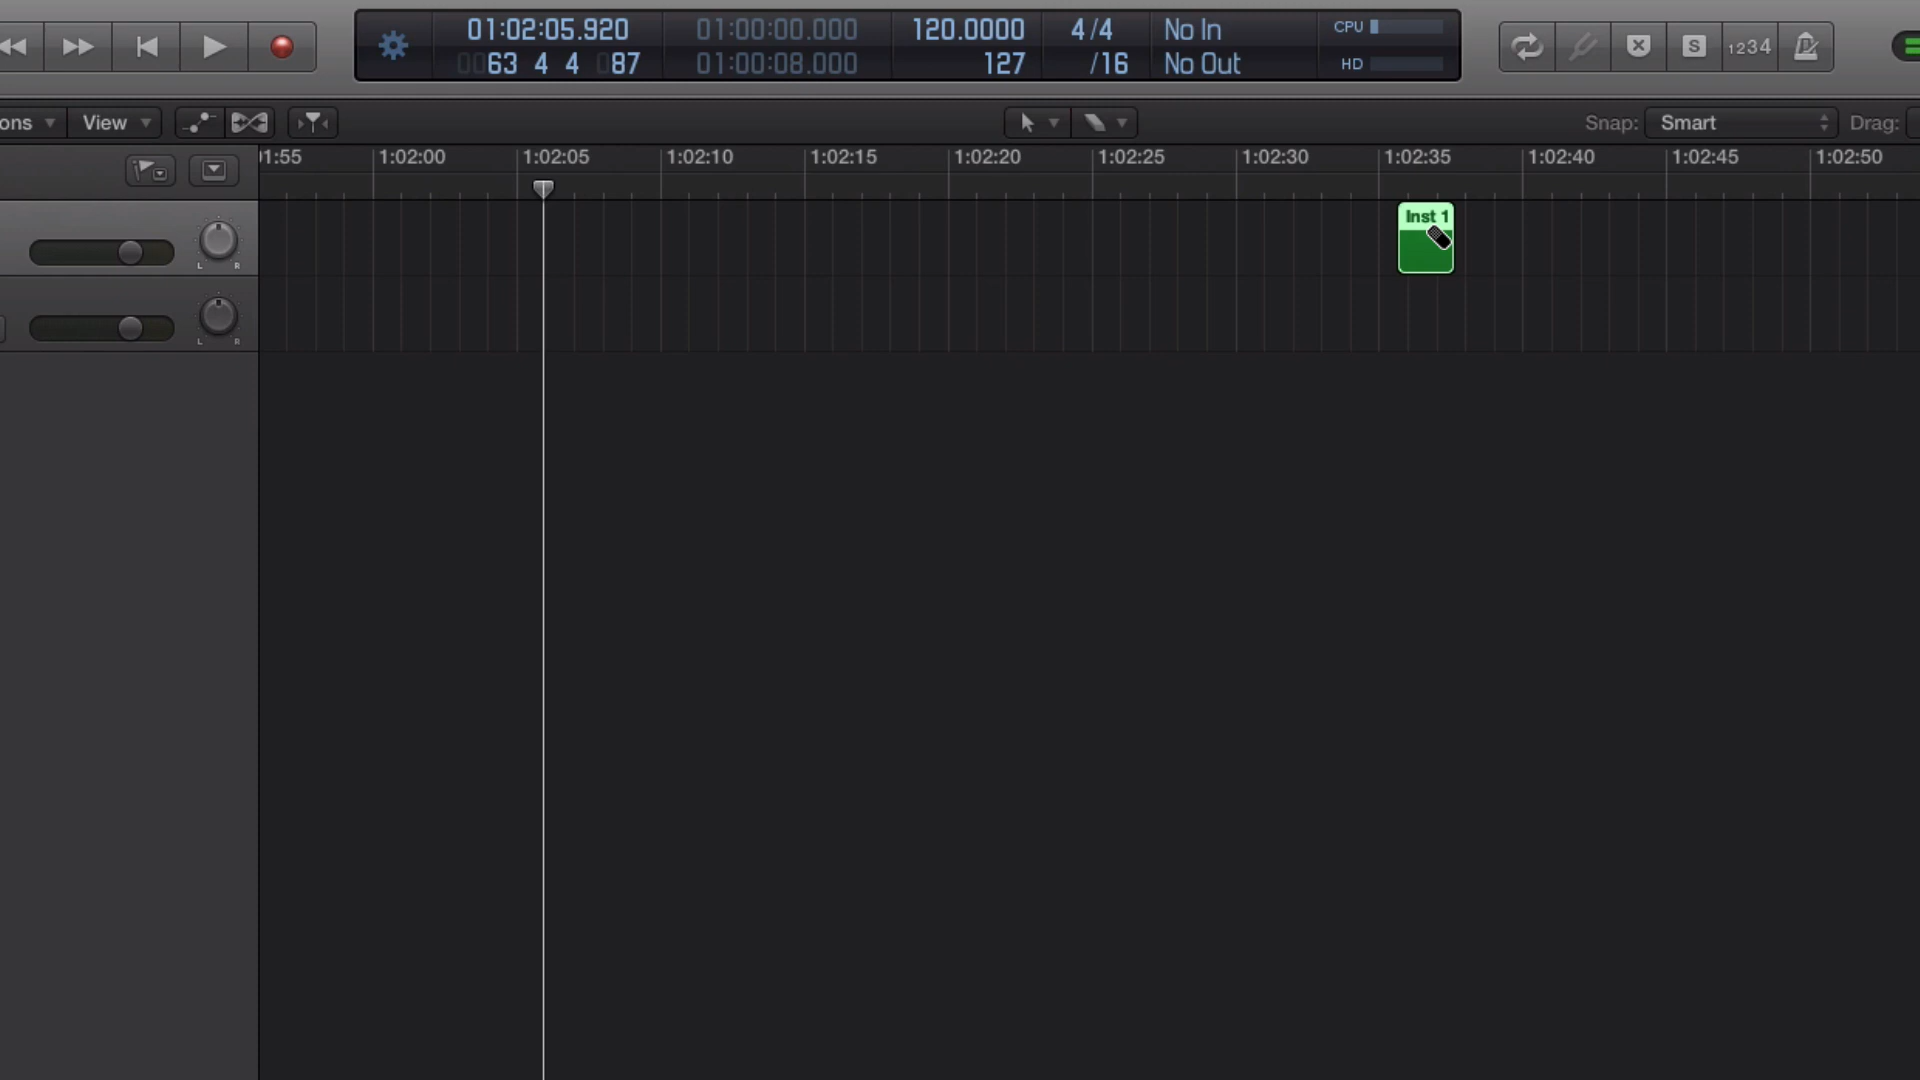 01:02:05.920 01:00:00.000 120.0000 4/4 No In CPU
0063 4 4 087 01:00:08.000 127 /16 No Out HD
S 1234
ons View Snap: Smart Drag:
1:55 1:02:00 1:02:05 1:02:10 1:02:15 1:02:20 1:02:25 1:02:30 1:02:35 1:02:40 1:02:45 1:02:50
Inst 1
L R
L R